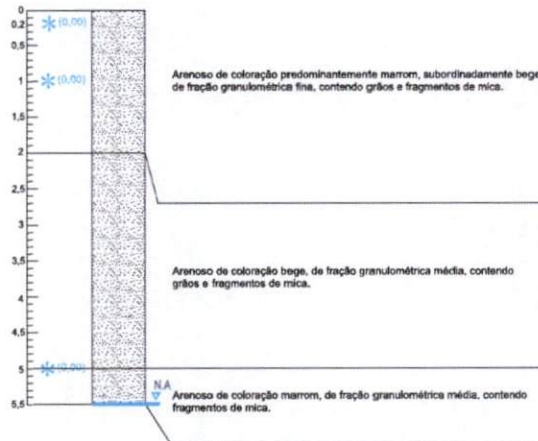 0
0,2
(0,00)
0,5
1
(0,00)
1,5
2
2,5
3
3,5
4
4,5
5
(0,00)
5,5
Arenoso de coloração predominantemente marrom, subordinadamente bege
de fração granulométrica fina, contendo grãos e fragmentos de mica.
Arenoso de coloração bege, de fração granulométrica média, contendo
grãos e fragmentos de mica.
N.A
Arenoso de coloração marrom, de fração granulométrica média, contendo
fragmentos de mica.